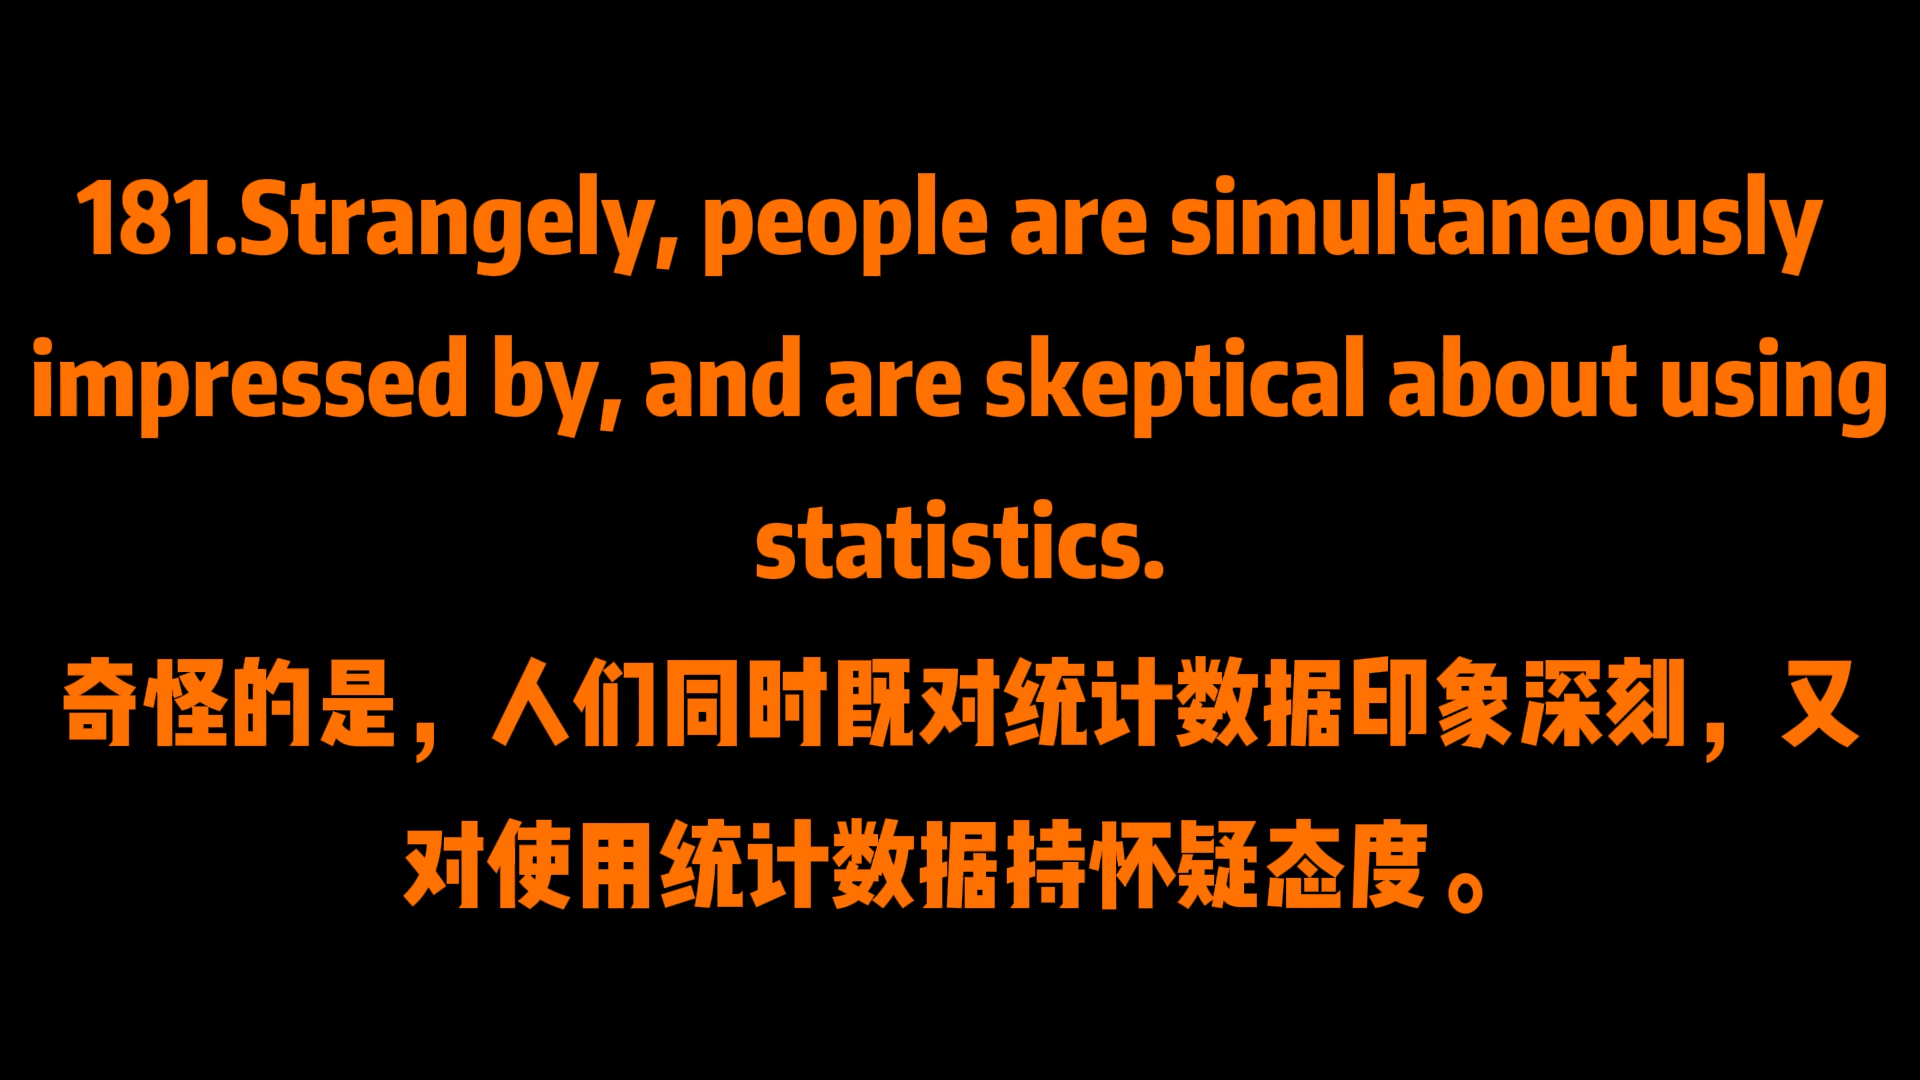 181.Strangely, people are simultaneously
impressed by, and are skeptical about using
statistics.
奇怪的是，人们同时既对统计数据印象深刻，又
对使用统计数据持怀疑态度。